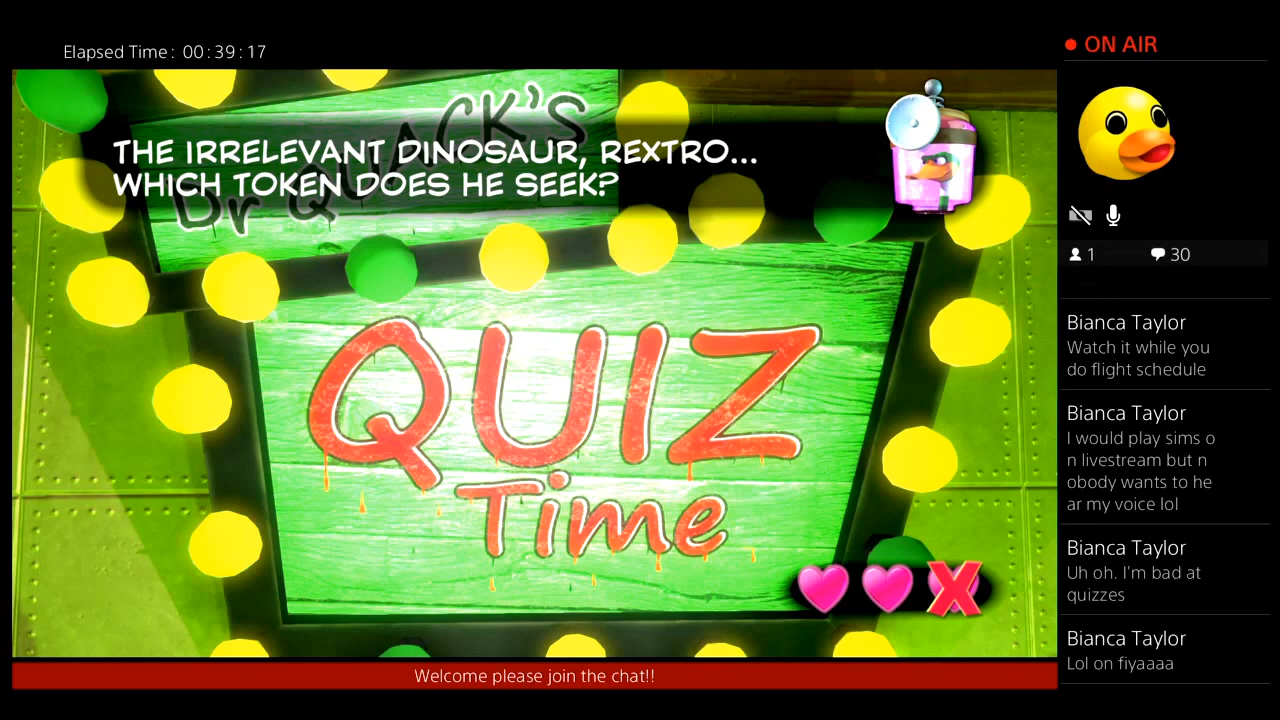 Elapsed Time: 00:39:17
ON AIR
Dr QUACK'S
THE IRRELEVANT DINOSAUR, REXTRO...
WHICH TOKEN DOES HE SEEK?
QUIZ
Time
X
Welcome please join the chat!!
1 30
Bianca Taylor
Watch it while you
do flight schedule
Bianca Taylor
I would play sims o
n livestream but n
obody wants to he
ar my voice lol
Bianca Taylor
Uh oh. I'm bad at
quizzes
Bianca Taylor
Lol on fiyaaaa